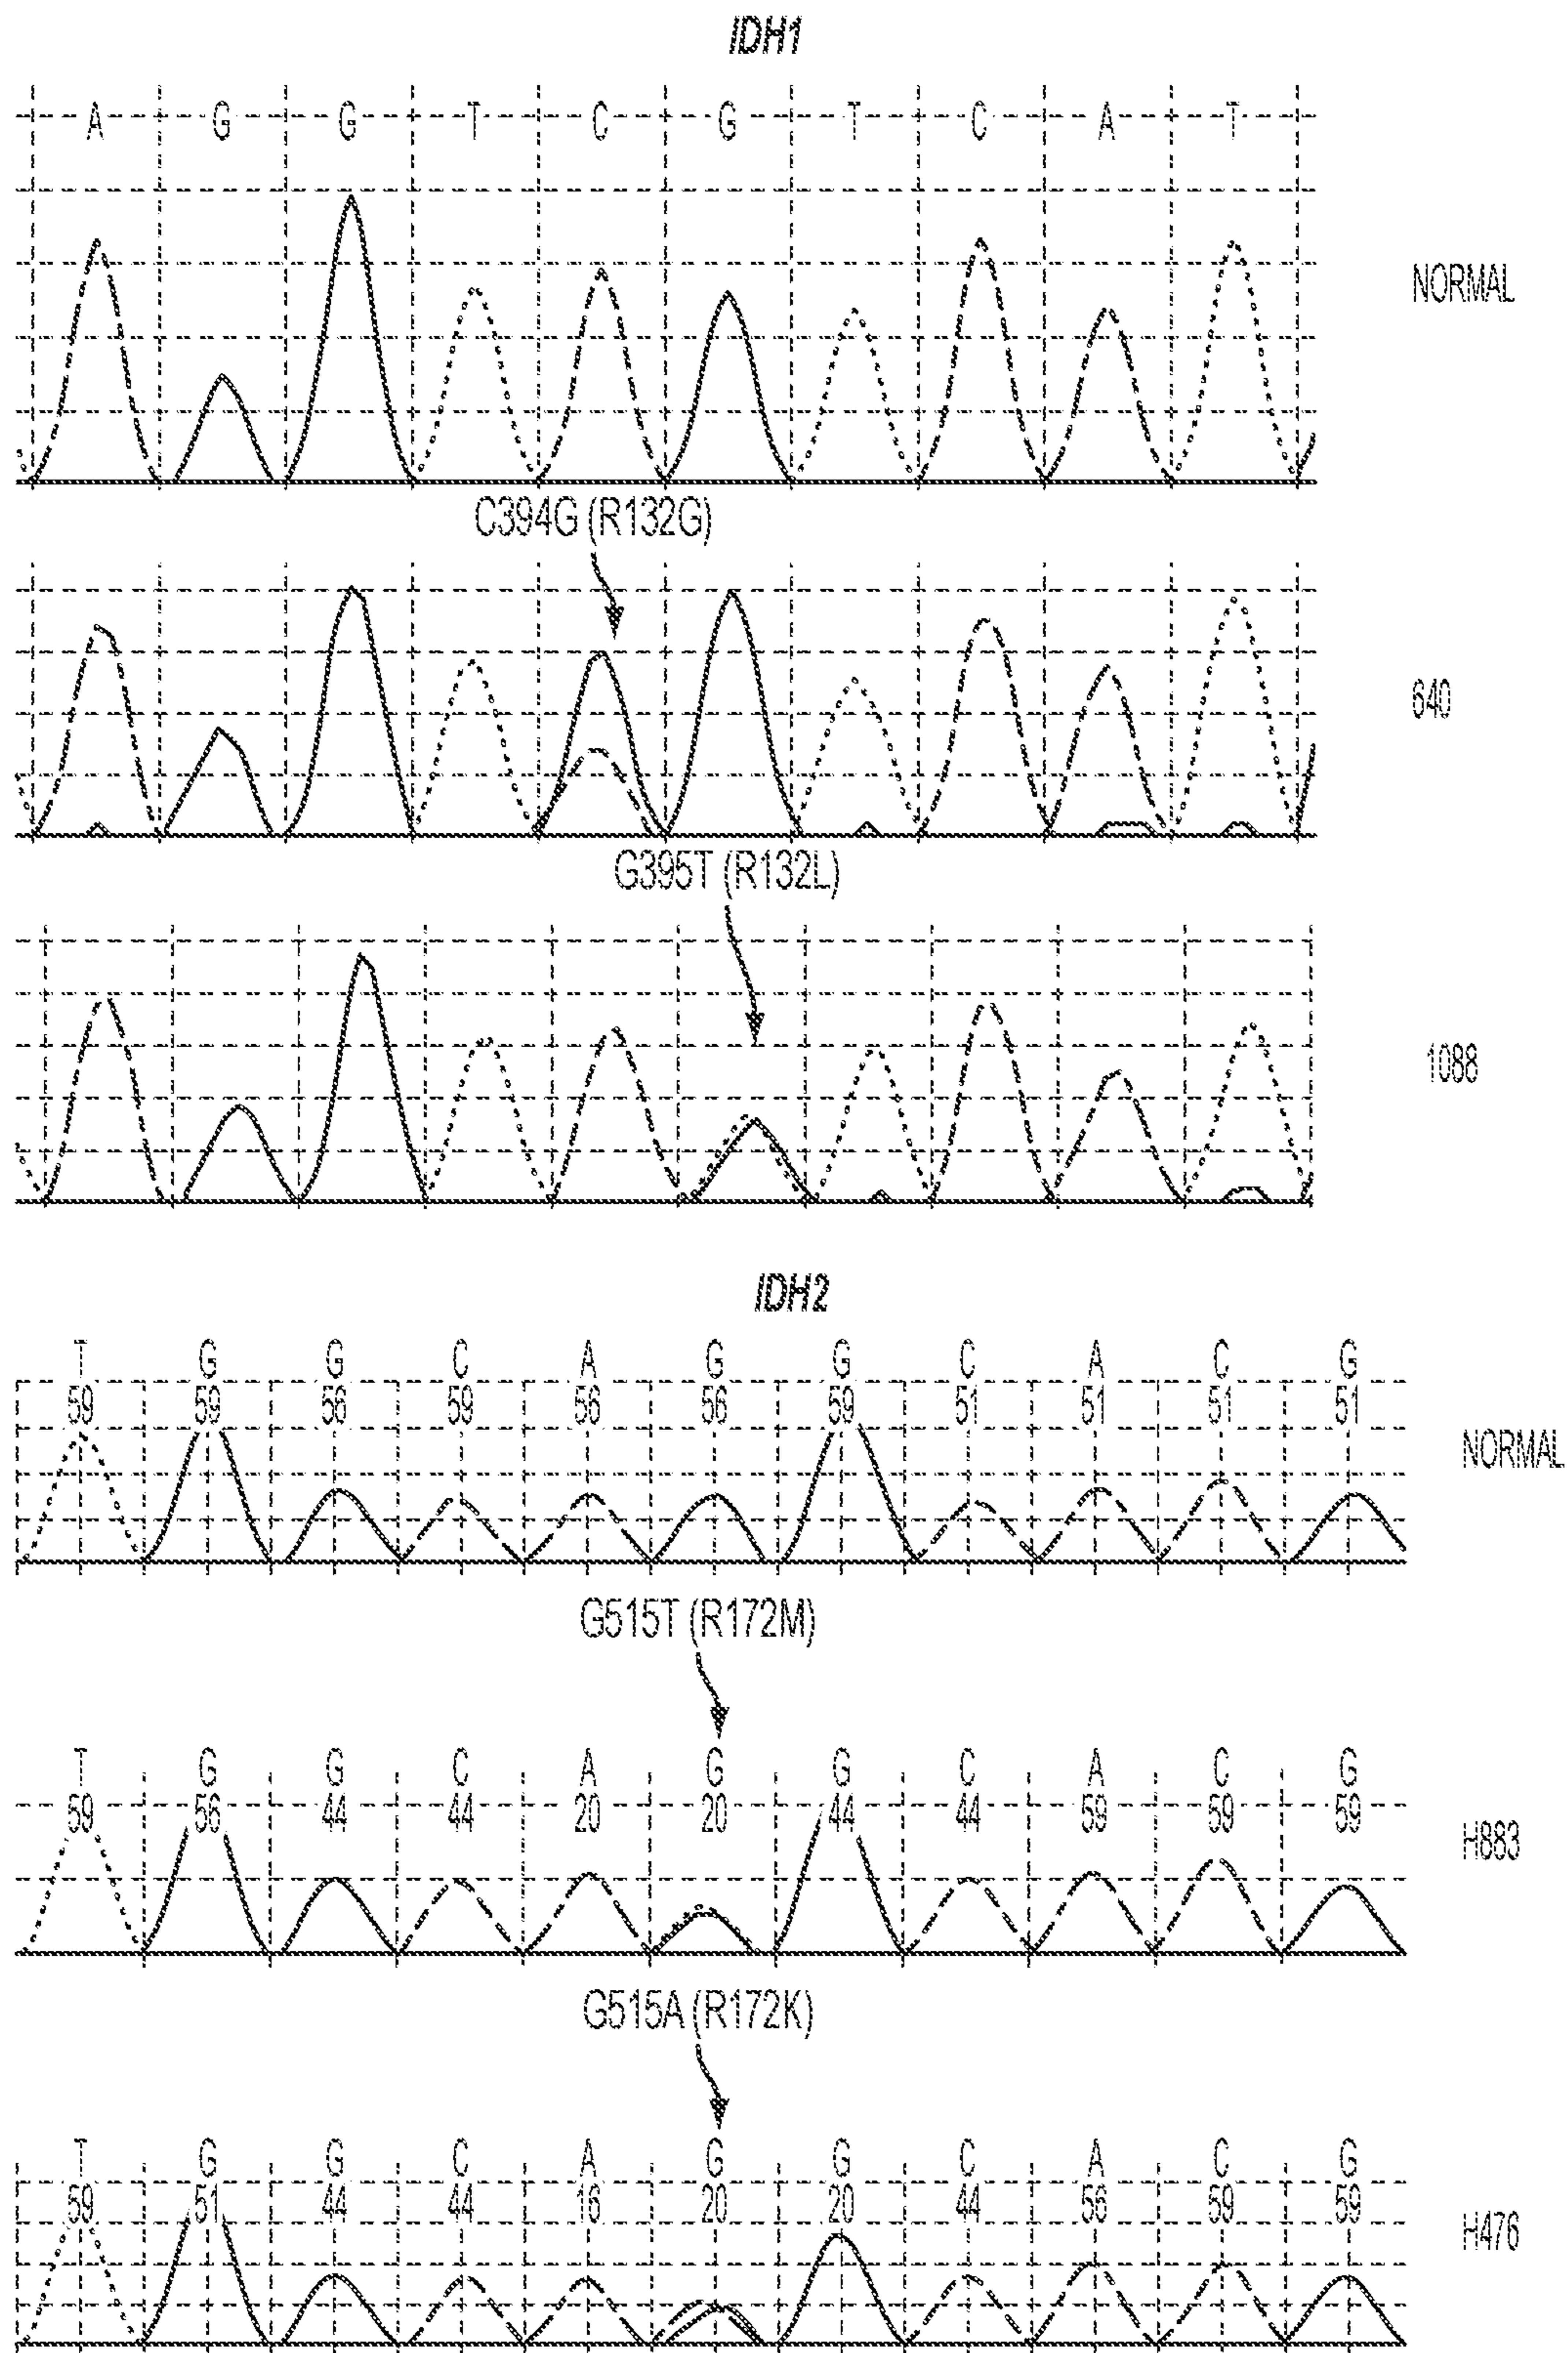 IDH1
A G G T C G T C A T
NORMAL
C394G (R132G)
640
G395T (R132L)
1088
IDH2
T G G C A G G C A C G
59 59 56 59 56 56 59 51 51 51 51
NORMAL
G515T (R172M)
T G G C A G G C A C G
59 56 44 44 20 20 44 44 59 59 59
H883
G515A (R172K)
T G G C A G G C A C G
59 51 44 44 16 20 20 44 56 59 59
H476